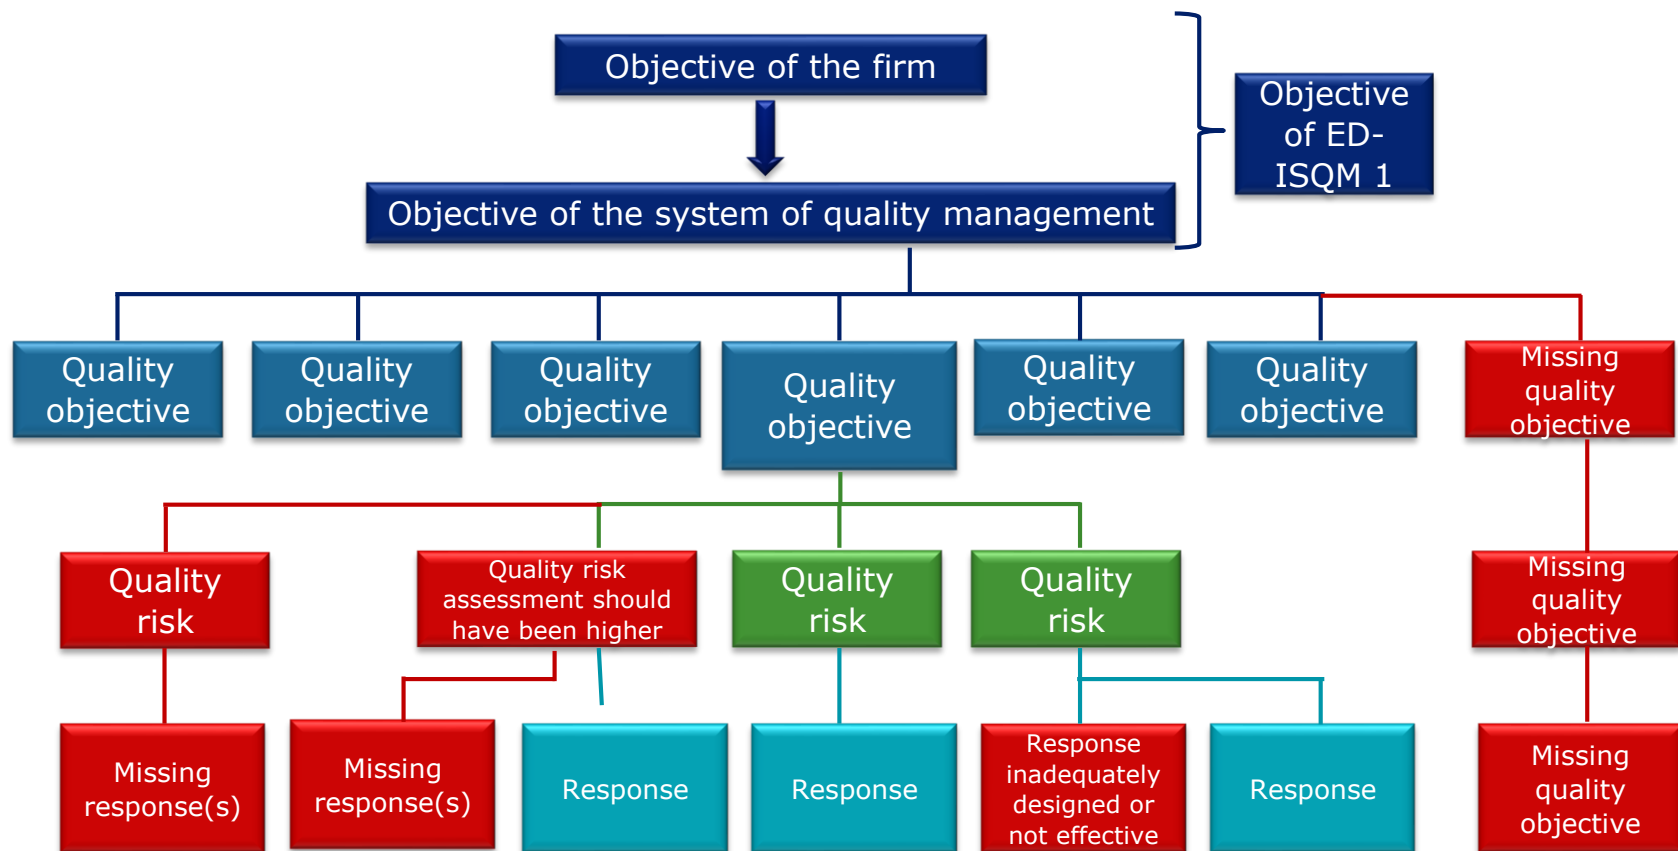 Objective of the firm
Objective
of ED-
ISQM 1
Objective of the system of quality management
Quality
objective
Quality
objective
Quality
objective
Quality
objective
Quality
objective
Quality
objective
Missing
quality
objective
Quality
risk
Quality risk
assessment should
have been higher
Quality
risk
Quality
risk
Missing
quality
objective
Missing
response(s)
Missing
response(s)
Response
Response
Response
inadequately
designed or
not effective
Response
Missing
quality
objective